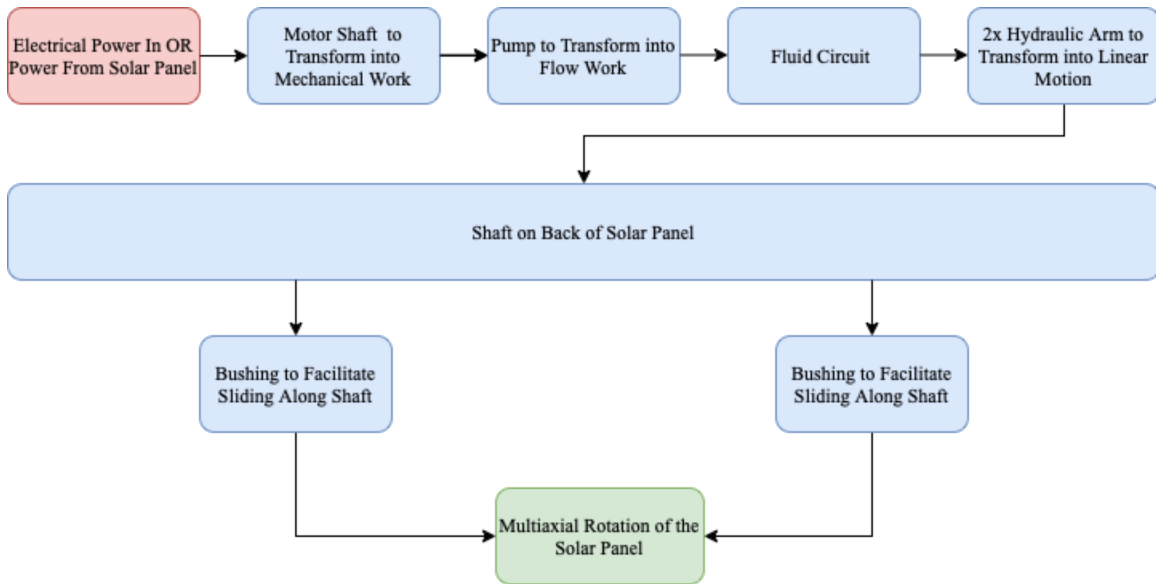 Electrical Power In OR
Power From Solar Panel
Motor Shaft to
Transform into
Mechanical Work
Pump to Transform into
Flow Work
Fluid Circuit
2x Hydraulic Arm to
Transform into Linear
Motion
Shaft on Back of Solar Panel
Bushing to Facilitate
Sliding Along Shaft
Bushing to Facilitate
Sliding Along Shaft
Multiaxial Rotation of the
Solar Panel